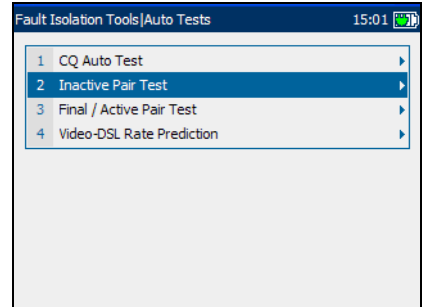 Fault Isolation Tools|Auto Tests 15:01
1 CQ Auto Test
2 Inactive Pair Test
3 Final / Active Pair Test
4 Video-DSL Rate Prediction